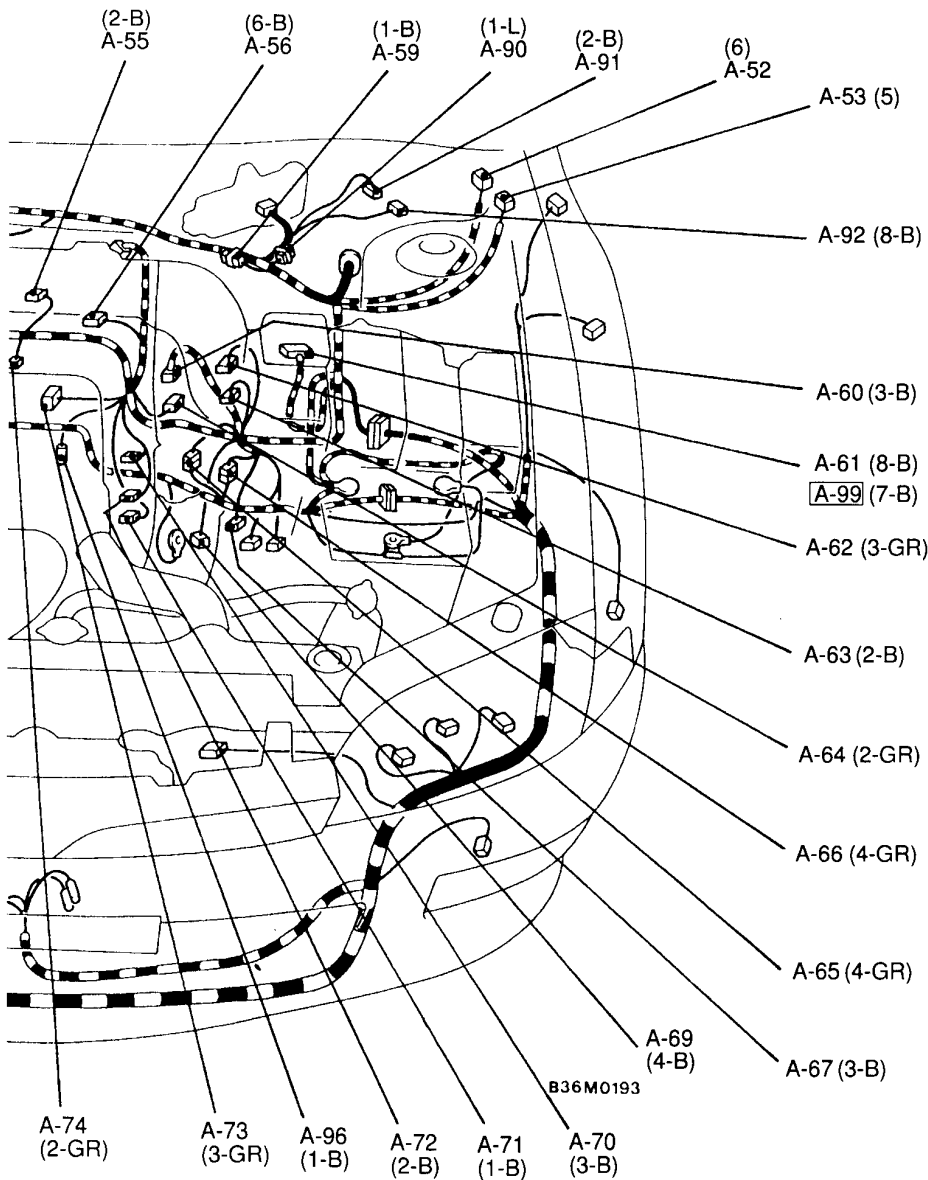 (2-B)
A-55
(6-B)
A-56
(1-B)
A-59
(1-L)
A-90
(2-B)
A-91
(6)
A-52
A-53 (5)
A-92 (8-B)
A-60 (3-B)
A-61 (8-B)
A-99 (7-B)
A-62 (3-GR)
A-63 (2-B)
A-64 (2-GR)
A-66 (4-GR)
A-65 (4-GR)
A-67 (3-B)
A-69
(4-B)
B36M0193
A-74
(2-GR)
A-73
(3-GR)
A-96
(1-B)
A-72
(2-B)
A-71
(1-B)
A-70
(3-B)